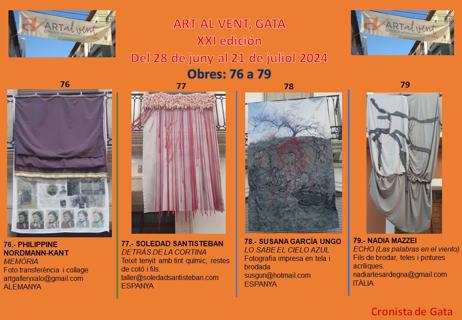 ART al vent
ART AL VENT, GATA
XXI edición
Del 28 de juny al 21 de juliol 2024
Obres: 76 a 79
76
77
78
79
76.- PHILIPPINE
NORDMANN-KANT
MEMÒRIA
Foto transferència i collage
artgalleryxalo@gmail.com
ALEMANYA
77.- SOLEDAD SANTISTEBAN
DETRÁS DE LA CORTINA
Teixit tenyit amb tint químic, restes
de cotó i fils.
taller@soledadsantisteban.com
ESPANYA
78.- SUSANA GARCÍA UNGO
LO SABE EL CIELO AZUL
Fotografia impresa en tela i
brodada
susgun@hotmail.com
ESPANYA
79.- NADIA MAZZEI
ECHO (Las palabras en el viento)
Fils de brodar, teles i pintures
acríliques.
nadiartesardegna@gmail.com
ITÀLIA
Cronista de Gata